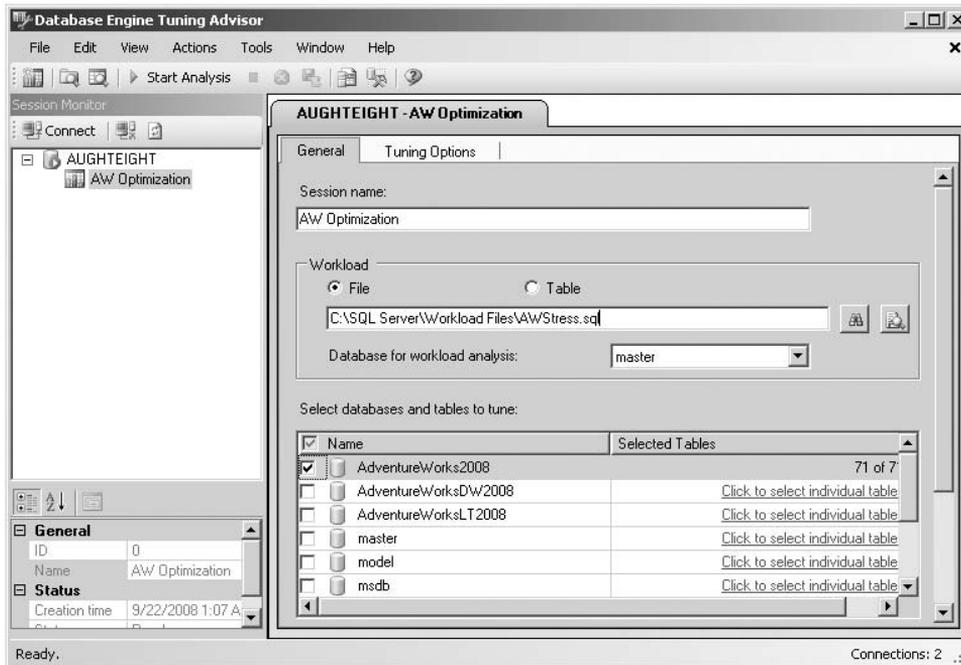 Database Engine Tuning Advisor
File Edit View Actions Tools Window Help
Start Analysis
Session Monitor
Connect
AUGHTEIGHT
AW Optimization
AUGHTEIGHT - AW Optimization
General Tuning Options
Session name:
AW Optimization
Workload
File Table
C:\SQL Server\Workload Files\AWStress.sql
Database for workload analysis: master
Select databases and tables to tune:
Name Selected Tables
AdventureWorks2008 71 of 7
AdventureWorksDW2008 Click to select individual table
AdventureWorksLT2008 Click to select individual table
master Click to select individual table
model Click to select individual table
msdb Click to select individual table
General
ID 0
Name AW Optimization
Status
Creation time 9/22/2008 1:07 A
Ready. Connections: 2